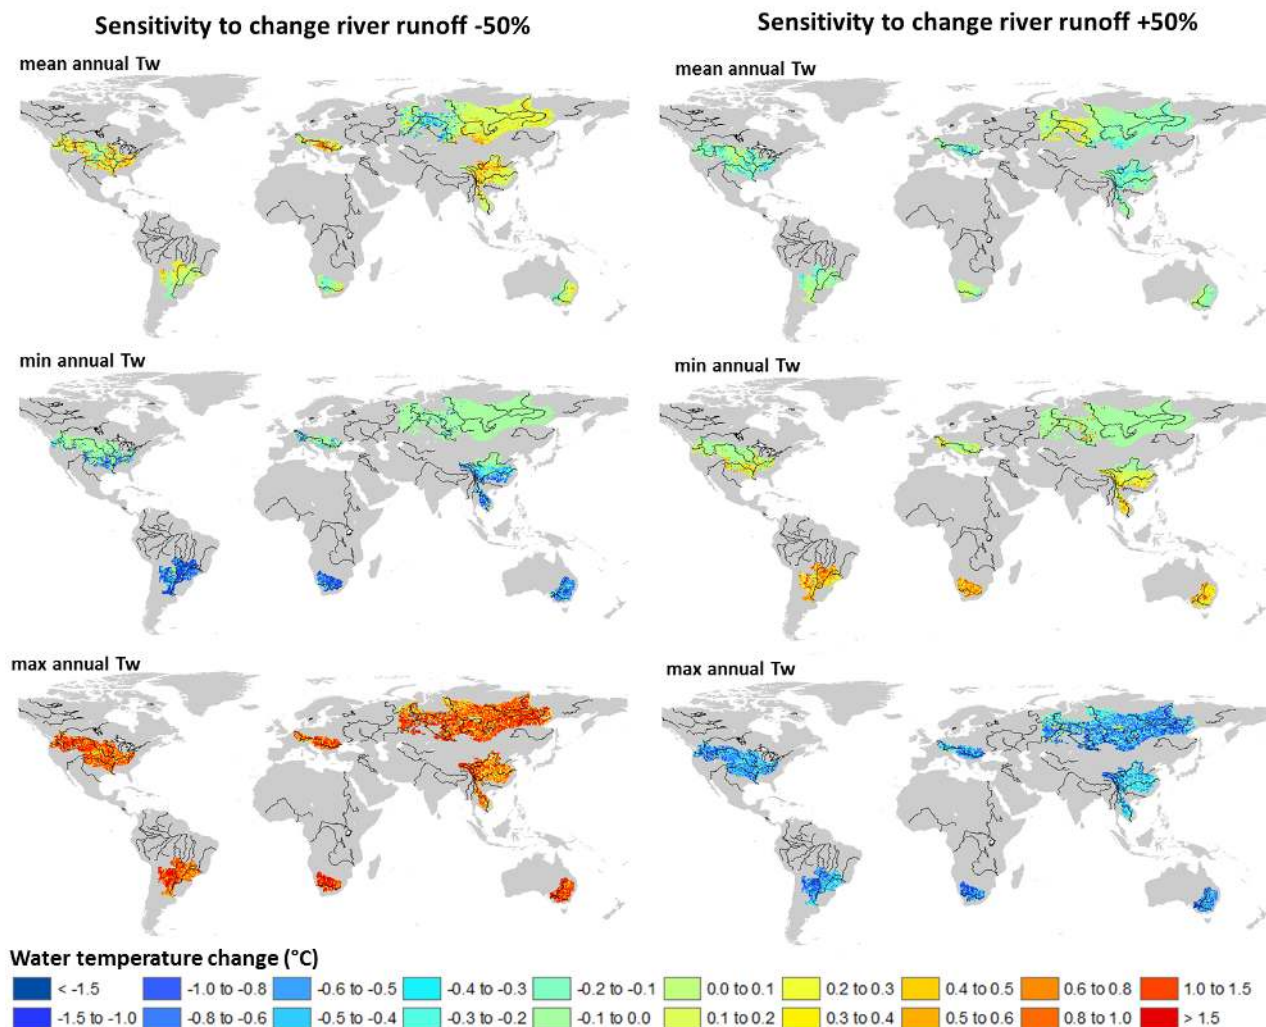 Sensitivity to change river runoff -50%
Sensitivity to change river runoff +50%
mean annual Tw
mean annual Tw
min annual Tw
min annual Tw
max annual Tw
max annual Tw
Water temperature change (°C)
< -1.5
-1.0 to -0.8
-0.6 to -0.5
-0.4 to -0.3
-0.2 to -0.1
0.0 to 0.1
0.2 to 0.3
0.4 to 0.5
0.6 to 0.8
1.0 to 1.5
-1.5 to -1.0
-0.8 to -0.6
-0.5 to -0.4
-0.3 to -0.2
-0.1 to 0.0
0.1 to 0.2
0.3 to 0.4
0.5 to 0.6
0.8 to 1.0
> 1.5